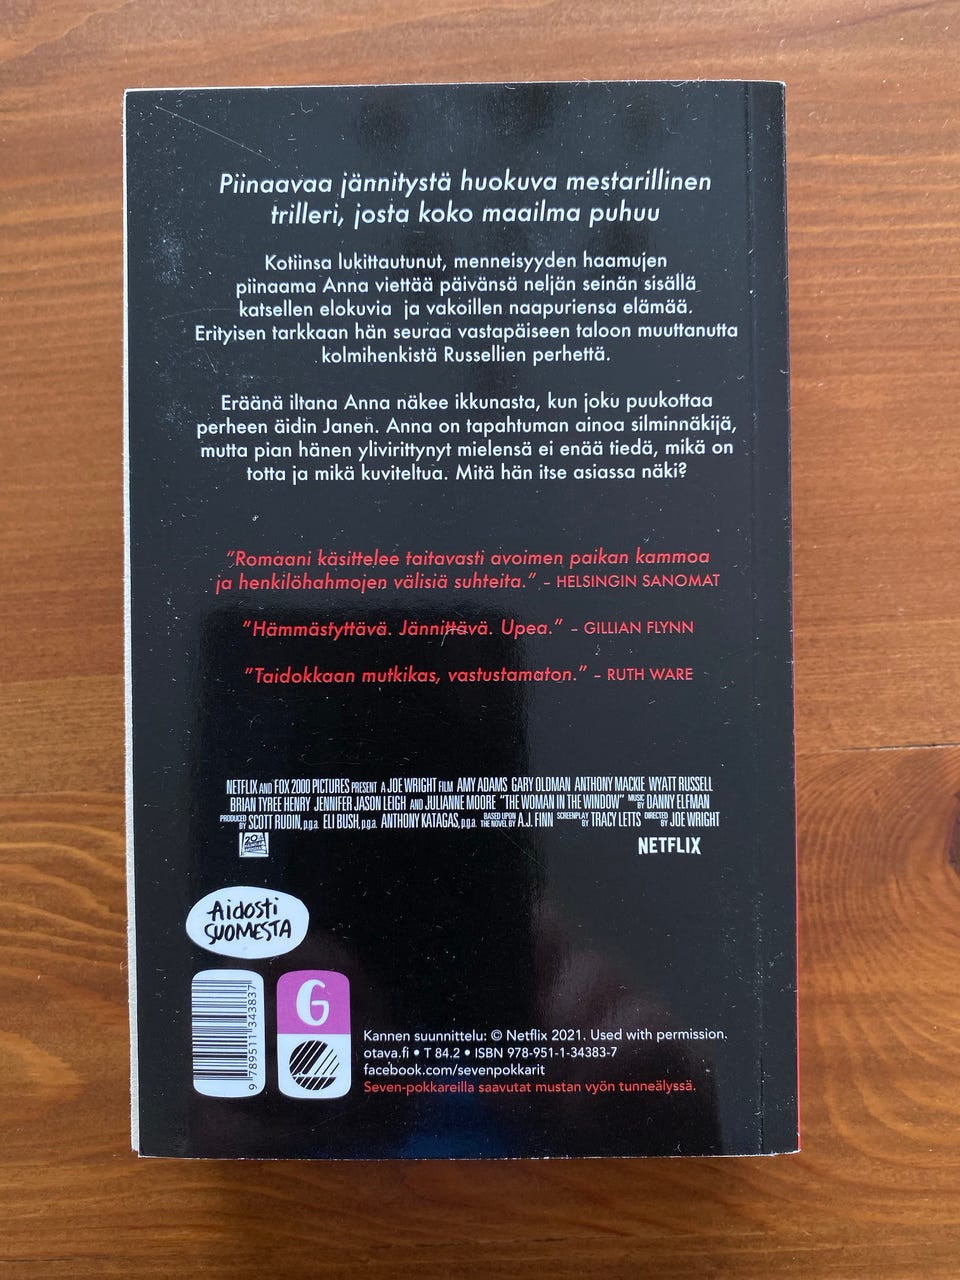 Piinaavaa jännitystä huokuva mestarillinen
trilleri, josta koko maailma puhuu
Kotiinsa lukittautunut, menneisyyden haamujen
piinaama Anna viettää päivänsä neljän seinän sisällä
katsellen elokuvia ja vakoillen naapuriensa elämää.
Erityisen tarkkaan hän seuraa vastapäiseen taloon muuttanutta
kolmihenkistä Russellien perhettä.
Eräänä iltana Anna näkee ikkunasta, kun joku puukottaa
perheen äidin Janen. Anna on tapahtuman ainoa silminnäkijä,
mutta pian hänen ylivirittynyt mielensä ei enää tiedä, mikä on
totta ja mikä kuviteltua. Mitä hän itse asiassa näki?
”Romaani käsittelee taitavasti avoimen paikan kammoa
ja henkilöhahmojen välisiä suhteita.” – HELSINGIN SANOMAT
”Hämmästyttävä. Jännittävä. Upea.” – GILLIAN FLYNN
”Taidokkaan mutkikas, vastustamaton.” – RUTH WARE
NETFLIX AND FOX 2000 PICTURES PRESENT A JOE WRIGHT FILM AMY ADAMS GARY OLDMAN ANTHONY MACKIE WYATT RUSSELL
BRIAN TYREE HENRY JENNIFER JASON LEIGH AND JULIANNE MOORE "THE WOMAN IN THE WINDOW" MUSIC BY DANNY ELFMAN
PRODUCED BY SCOTT RUDIN, p.g.a. ELI BUSH, p.g.a. ANTHONY KATAGAS, p.g.a. BASED UPON THE NOVEL BY A.J. FINN SCREENPLAY BY TRACY LETTS DIRECTED BY JOE WRIGHT
NETFLIX
Aidosti
SUOMESTA
9 789511 343837
G
Kannen suunnittelu: © Netflix 2021. Used with permission.
otava.fi • T 84.2 • ISBN 978-951-1-34383-7
facebook.com/sevenpokkarit
Seven-pokkareilla saavutat mustan vyön tunneälyssä.